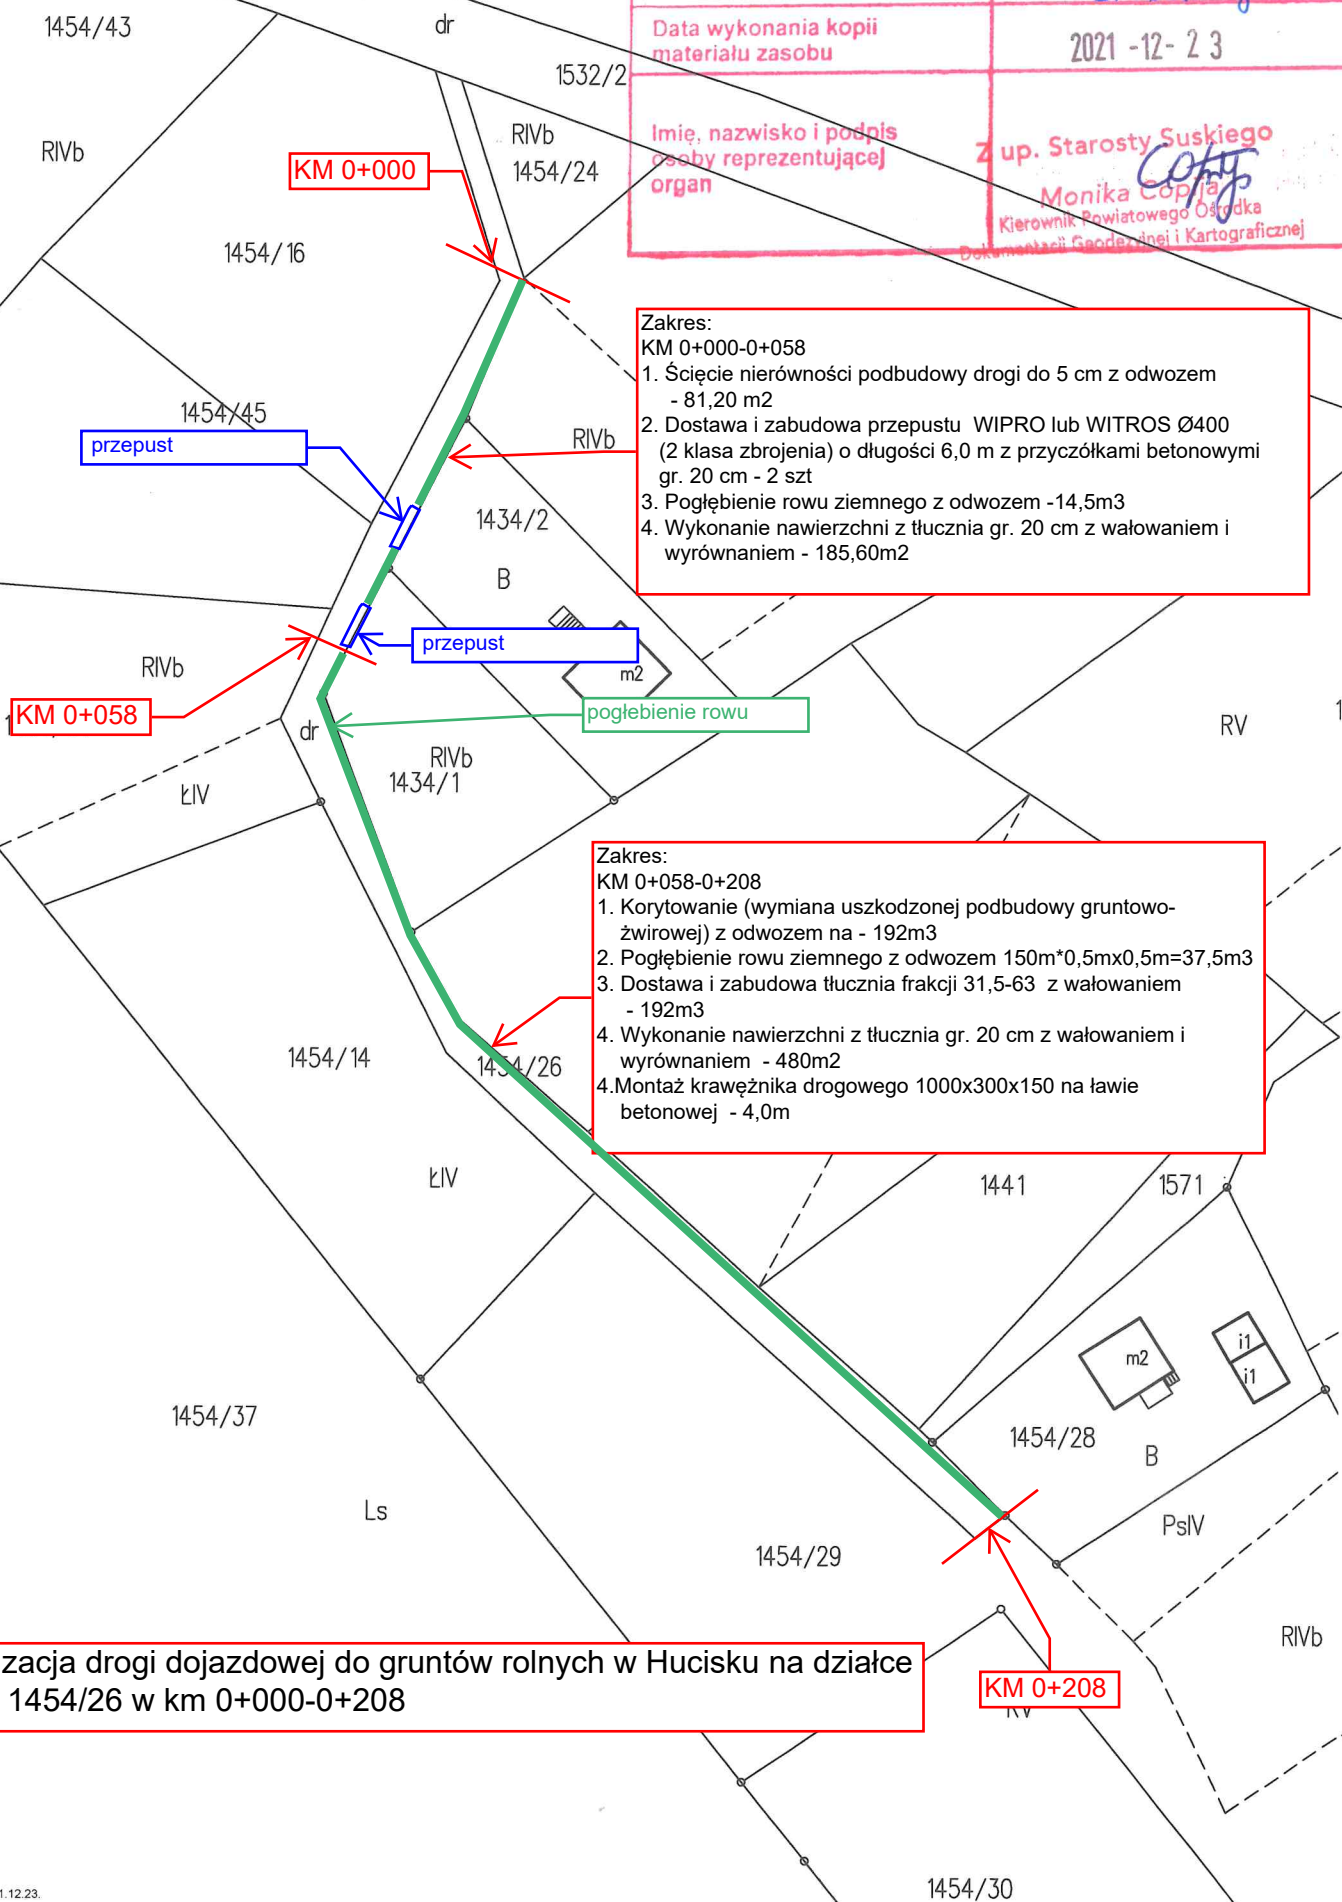 1454/43
dr
Data wykonania kopii
materiału zasobu
2021 -12- 2 3
1532/2
RIVb
RIVb
1454/24
Imię, nazwisko i podpis
osoby reprezentującej
organ
Z up. Starosty Suskiego
Monika Copija
Kierownik Powiatowego Ośrodka
Dokumentacji Geodezyjnej i Kartograficznej
KM 0+000
1454/16
Zakres:
KM 0+000-0+058
1. Ścięcie nierówności podbudowy drogi do 5 cm z odwozem
- 81,20 m2
2. Dostawa i zabudowa przepustu WIPRO lub WITROS Ø400
(2 klasa zbrojenia) o długości 6,0 m z przyczółkami betonowymi
gr. 20 cm - 2 szt
3. Pogłębienie rowu ziemnego z odwozem -14,5m3
4. Wykonanie nawierzchni z tłucznia gr. 20 cm z wałowaniem i
wyrównaniem - 185,60m2
1454/45
przepust
RIVb
1434/2
B
przepust
RIVb
m2
KM 0+058
pogłebienie rowu
dr
RV
1
RIVb
1434/1
ŁIV
Zakres:
KM 0+058-0+208
1. Korytowanie (wymiana uszkodzonej podbudowy gruntowo-
żwirowej) z odwozem na - 192m3
2. Pogłębienie rowu ziemnego z odwozem 150m*0,5mx0,5m=37,5m3
3. Dostawa i zabudowa tłucznia frakcji 31,5-63 z wałowaniem
- 192m3
4. Wykonanie nawierzchni z tłucznia gr. 20 cm z wałowaniem i
wyrównaniem - 480m2
4.Montaż krawężnika drogowego 1000x300x150 na ławie
betonowej - 4,0m
1454/14
1454/26
ŁIV
1441
1571
m2
i1
i1
1454/37
1454/28
B
Ls
PsIV
1454/29
RIVb
zacja drogi dojazdowej do gruntów rolnych w Hucisku na działce
1454/26 w km 0+000-0+208
KM 0+208
RV
1454/30
1.12.23.